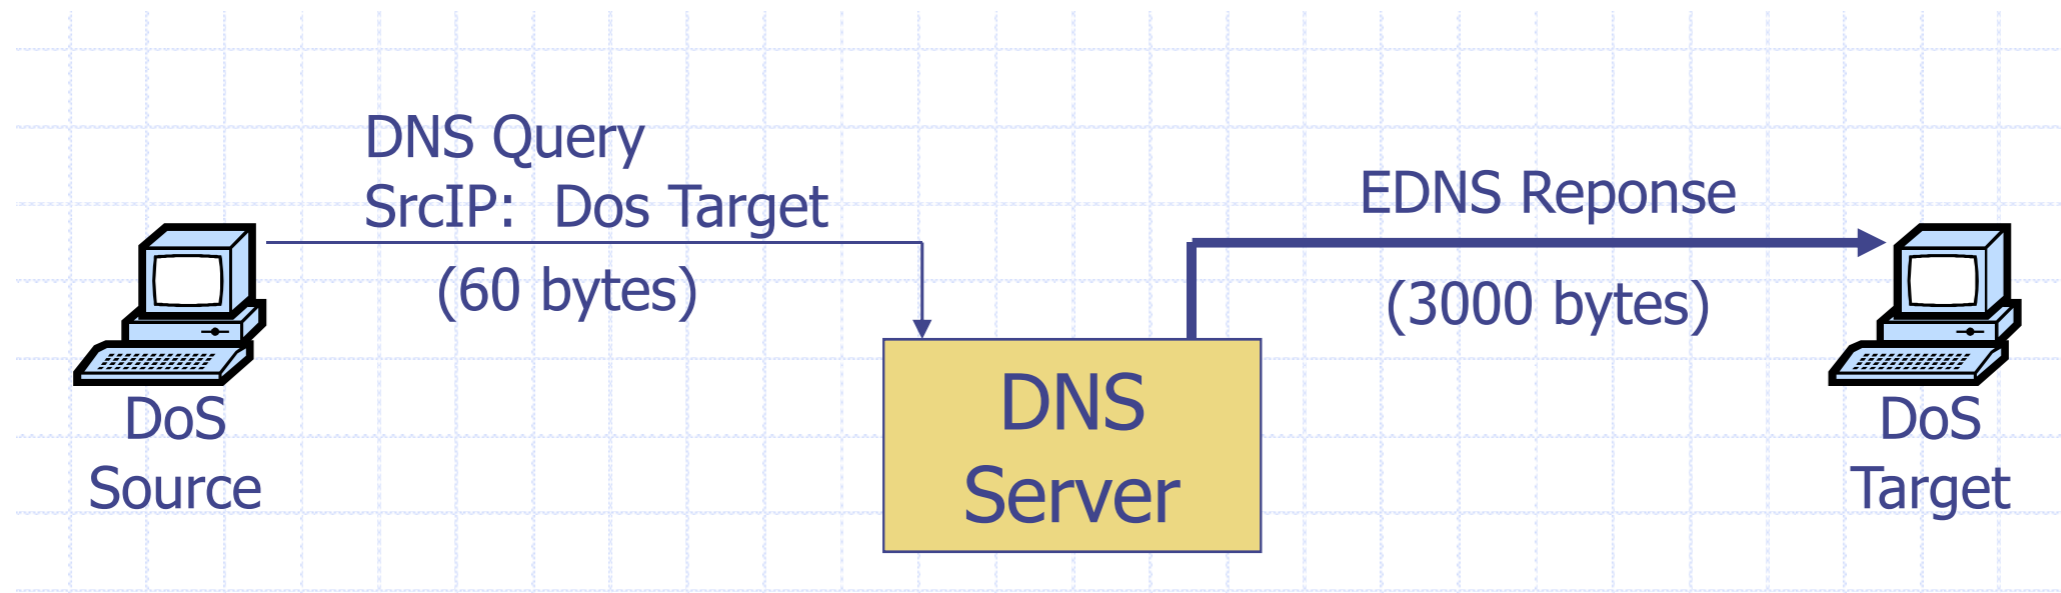 DNS Query
SrcIP: Dos Target
(60 bytes)
EDNS Reponse
(3000 bytes)
DoS
Source
DNS
Server
DoS
Target